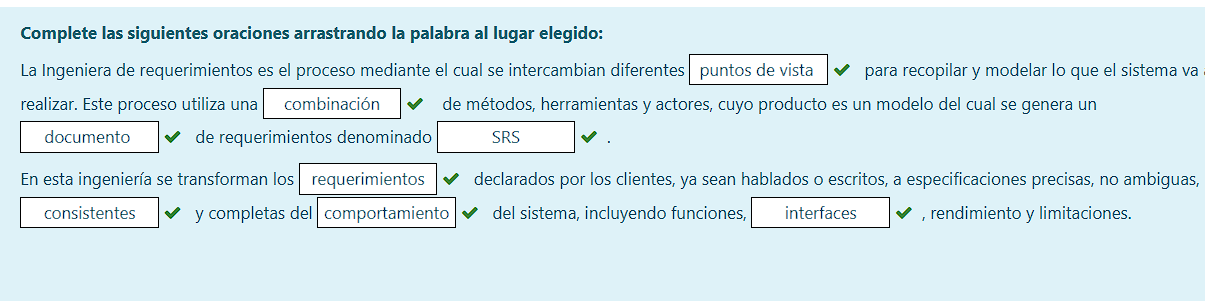 Complete las siguientes oraciones arrastrando la palabra al lugar elegido:
La Ingeniera de requerimientos es el proceso mediante el cual se intercambian diferentes puntos de vista para recopilar y modelar lo que el sistema va
realizar. Este proceso utiliza una combinación de métodos, herramientas y actores, cuyo producto es un modelo del cual se genera un
documento de requerimientos denominado SRS .
En esta ingeniería se transforman los requerimientos declarados por los clientes, ya sean hablados o escritos, a especificaciones precisas, no ambiguas,
consistentes y completas del comportamiento del sistema, incluyendo funciones, interfaces , rendimiento y limitaciones.